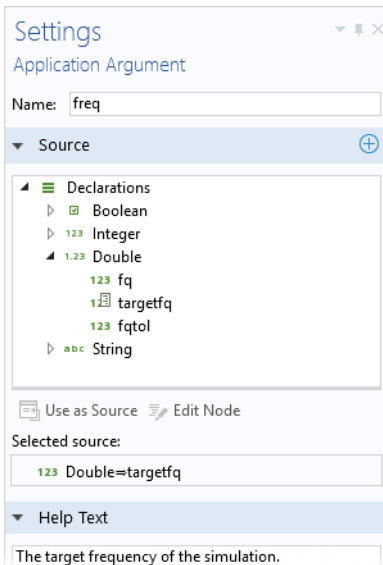 Settings
Application Argument
Name: freq
Source
Declarations
Boolean
123 Integer
1.23 Double
123 fq
targetfq
123 fqtol
abc String
Use as Source Edit Node
Selected source:
123 Double⇒targetfq
Help Text
The target frequency of the simulation.